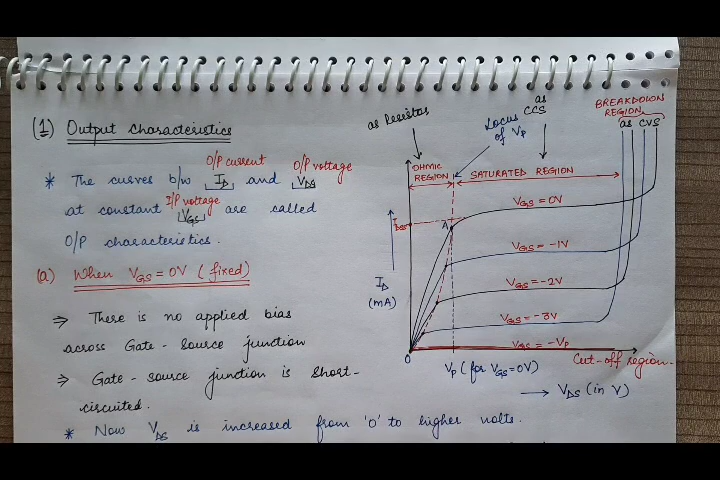 (1) Output characteristics
O/P current O/P voltage
* The curves b/w ID and VDS
I/P voltage
at constant VGS are called
O/P characteristics.
(a) When VGS = 0V (fixed)
⇒ There is no applied bias
across Gate-Source junction
⇒ Gate-source junction is short-
circuited.
* Now VDS is increased from '0' to higher volts.
as Resistor
Locus
of VP
as
CCS
BREAKDOWN
REGION
as CVS
OHMIC
REGION
SATURATED REGION
VGS = 0V
IDSS
A
VGS = -1V
ID
(mA)
VGS = -2V
VGS = -3V
VGS = -VP
0
Cut-off region.
VP (for VGS = 0V)
→ VDS (in V)